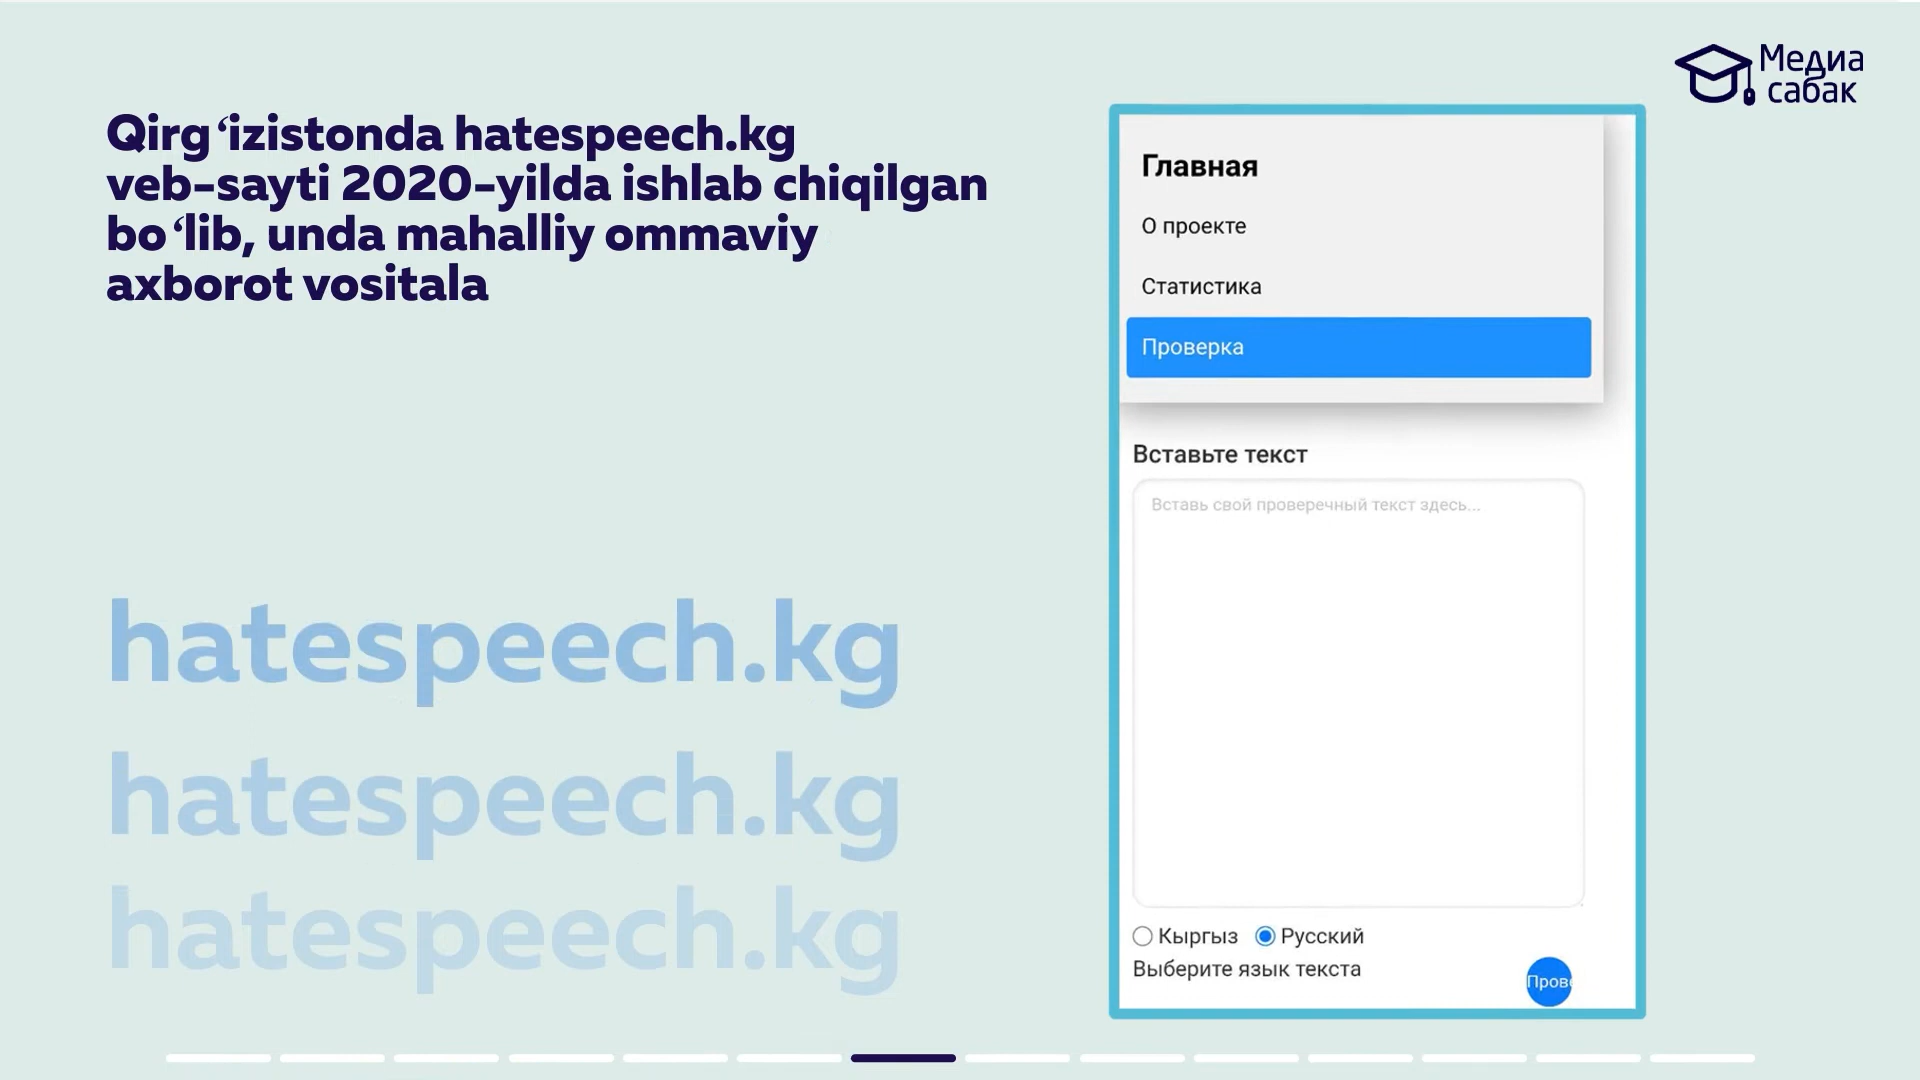 Медиа
сабак
Qirg‘izistonda hatespeech.kg
veb-sayti 2020-yilda ishlab chiqilgan
bo‘lib, unda mahalliy ommaviy
axborot vositala
hatespeech.kg
hatespeech.kg
hatespeech.kg
Главная
О проекте
Статистика
Проверка
Вставьте текст
Вставь свой проверечный текст здесь...
Кыргыз Русский
Выберите язык текста
Пров